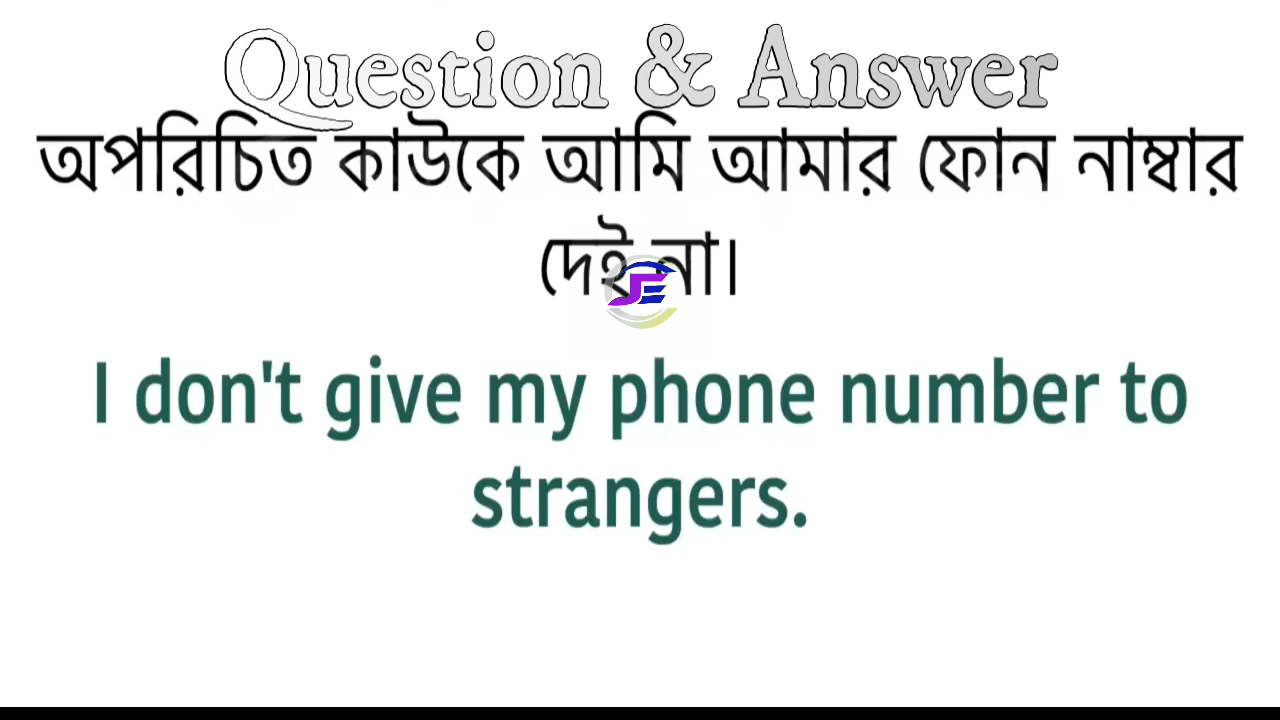 Question & Answer
অপরিচিত কাউকে আমি আমার ফোন নাম্বার
দেই না।
I don't give my phone number to
strangers.